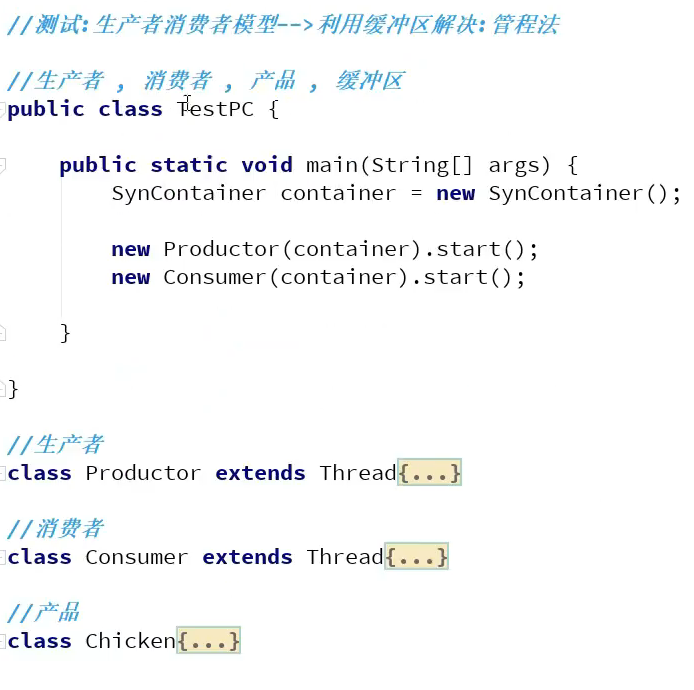 //测试:生产者消费者模型-->利用缓冲区解决:管程法
//生产者 , 消费者 , 产品 , 缓冲区
public class TestPC {
public static void main(String[] args) {
SynContainer container = new SynContainer();
new Productor(container).start();
new Consumer(container).start();
}
}
//生产者
class Productor extends Thread{...}
//消费者
class Consumer extends Thread{...}
//产品
class Chicken{...}